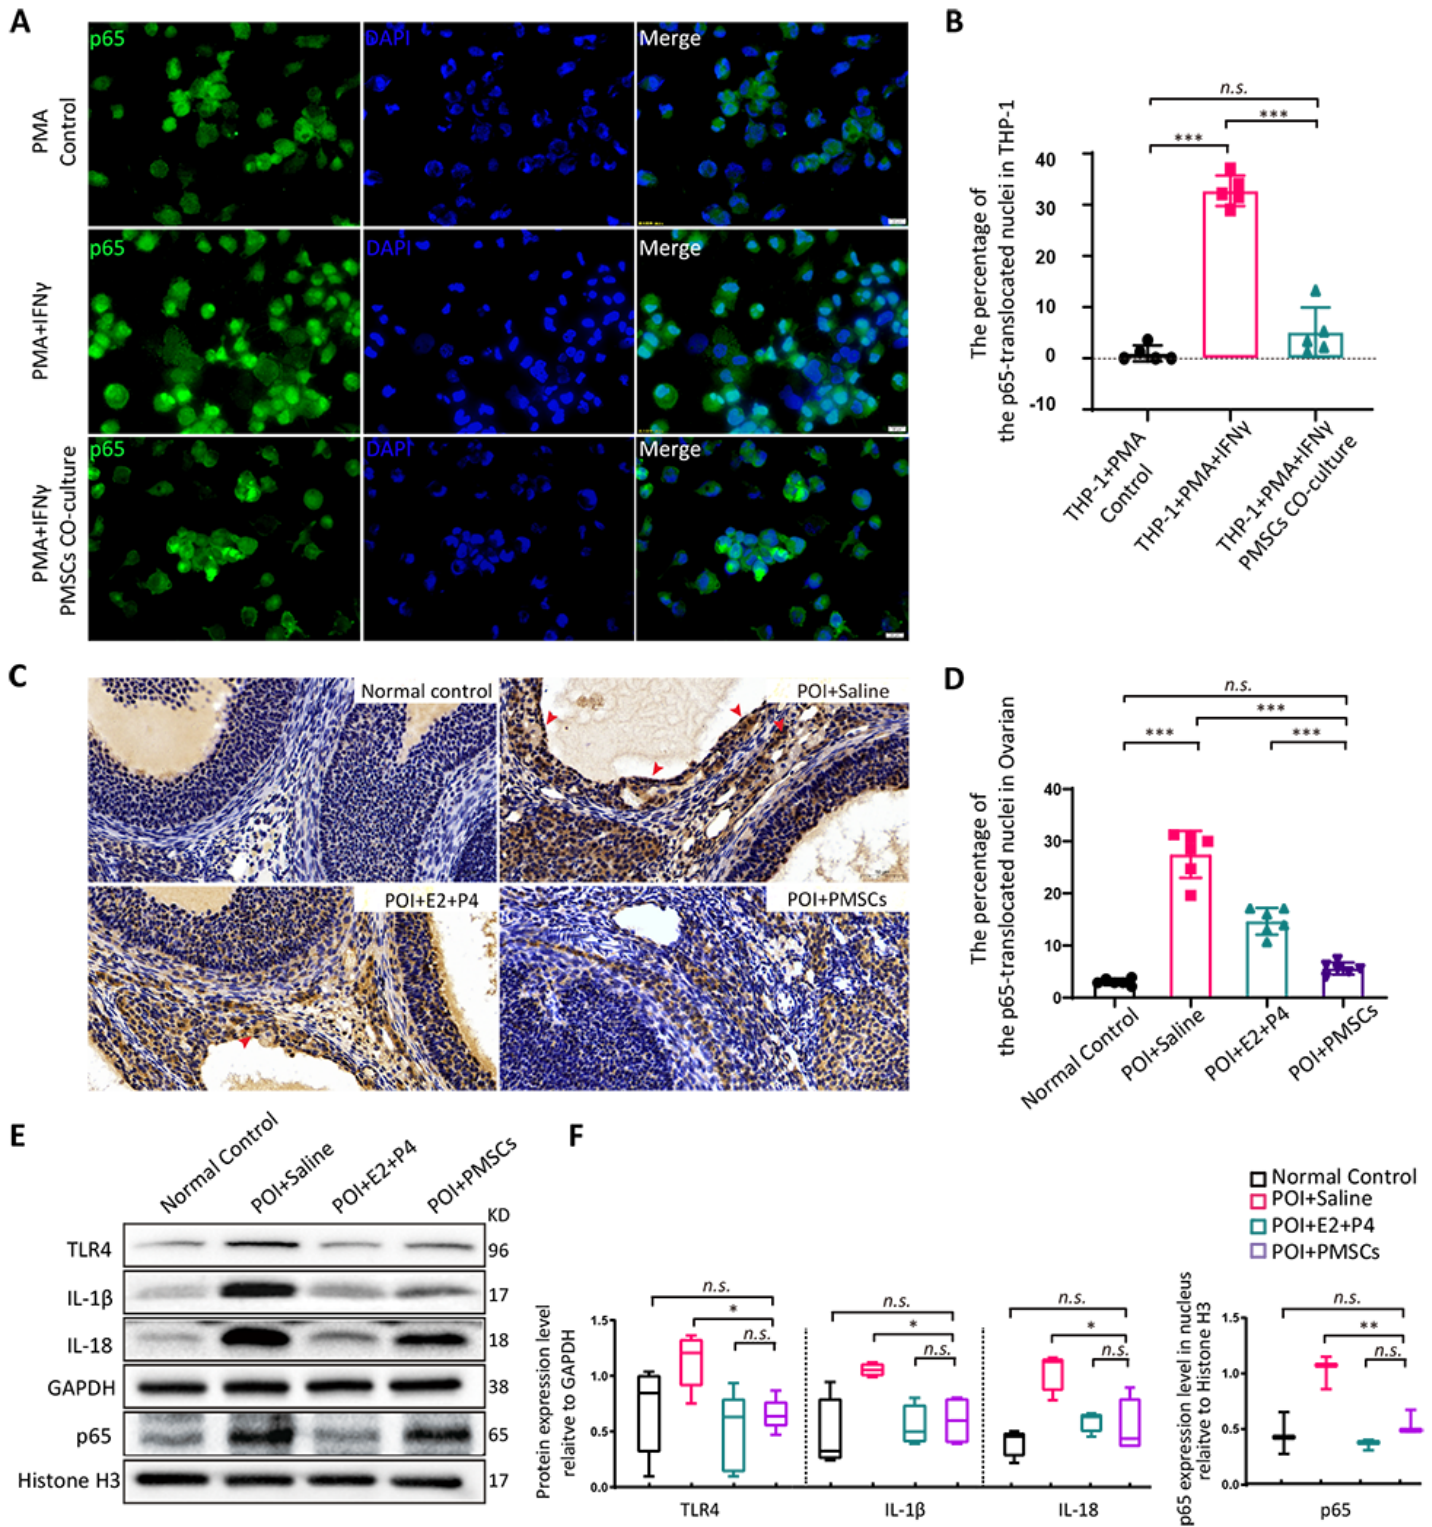 A
p65
DAPI
Merge
PMA
Control
p65
DAPI
Merge
PMA+IFNγ
p65
DAPI
Merge
PMA+IFNγ
PMSCs CO-culture
B
n.s.
***
***
The percentage of
the p65-translocated nuclei in THP-1
40
30
20
10
0
-10
THP-1+PMA
Control
THP-1+PMA+IFNγ
THP-1+PMA+IFNγ
PMSCs CO-culture
C
Normal control
POI+Saline
POI+E2+P4
POI+PMSCs
D
n.s.
***
***
***
The percentage of
the p65-translocated nuclei in Ovarian
40
30
20
10
0
Normal Control
POI+Saline
POI+E2+P4
POI+PMSCs
E
Normal Control
POI+Saline
POI+E2+P4
POI+PMSCs
KD
TLR4 96
IL-1β 17
IL-18 18
GAPDH 38
p65 65
Histone H3 17
F
Normal Control
POI+Saline
POI+E2+P4
POI+PMSCs
Protein expression level
relaitve to GAPDH
1.5
1.0
0.5
0.0
n.s.
*
n.s.
TLR4
n.s.
*
n.s.
IL-1β
n.s.
*
n.s.
IL-18
p65 expression level in nucleus
relaitve to Histone H3
1.5
1.0
0.5
0.0
n.s.
**
n.s.
p65